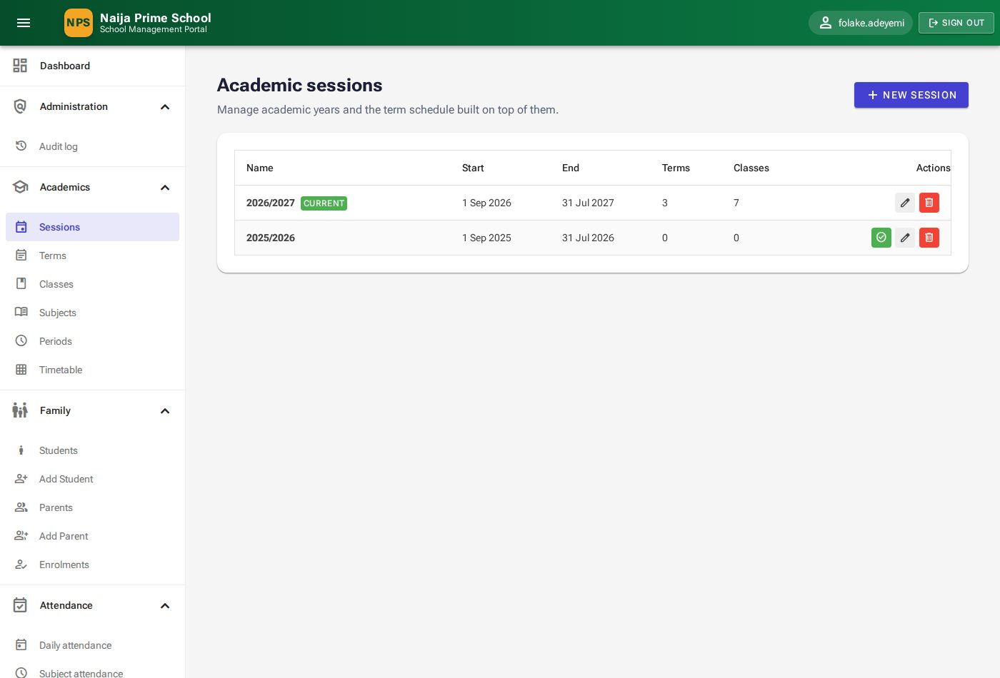 NPS
Naija Prime School
School Management Portal
folake.adeyemi
SIGN OUT
Dashboard
Administration
Audit log
Academics
Sessions
Terms
Classes
Subjects
Periods
Timetable
Family
Students
Add Student
Parents
Add Parent
Enrolments
Attendance
Daily attendance
Subject attendance
Academic sessions
Manage academic years and the term schedule built on top of them.
NEW SESSION
Name Start End Terms Classes Actions
2026/2027 CURRENT 1 Sep 2026 31 Jul 2027 3 7
2025/2026 1 Sep 2025 31 Jul 2026 0 0